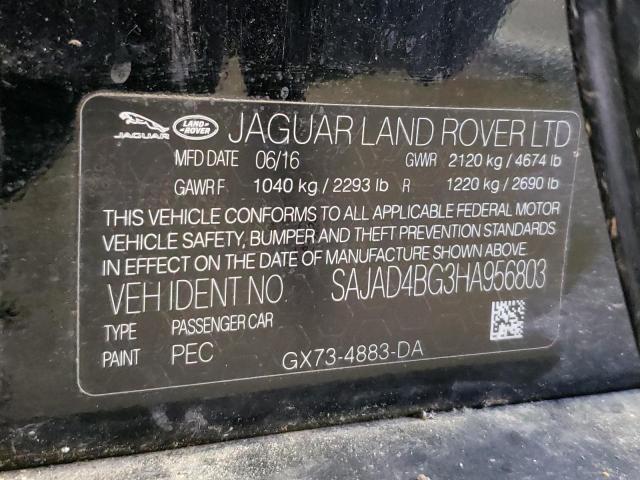 JAGUAR LAND ROVER JAGUAR LAND ROVER LTD
MFD DATE 06/16 GWR 2120 kg / 4674 lb
GAWR F 1040 kg / 2293 lb R 1220 kg / 2690 lb
THIS VEHICLE CONFORMS TO ALL APPLICABLE FEDERAL MOTOR
VEHICLE SAFETY, BUMPER AND THEFT PREVENTION STANDARDS
IN EFFECT ON THE DATE OF MANUFACTURE SHOWN ABOVE.
VEH IDENT NO SAJAD4BG3HA956803
TYPE PASSENGER CAR
PAINT PEC GX73-4883-DA